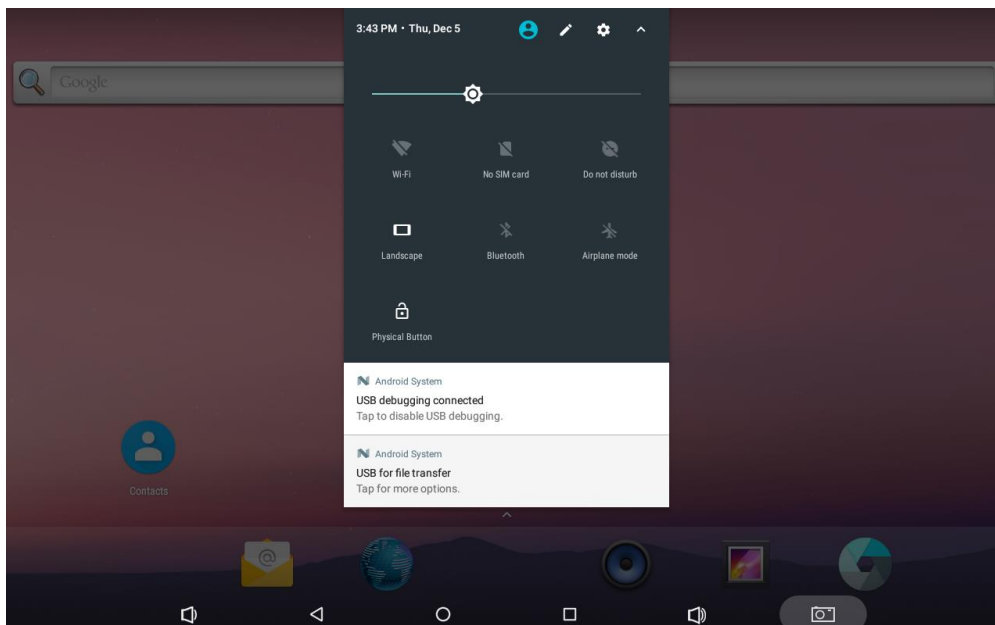 3:43 PM • Thu, Dec 5
Google
Wi-Fi
No SIM card
Do not disturb
Landscape
Bluetooth
Airplane mode
Physical Button
Android System
USB debugging connected
Tap to disable USB debugging.
Android System
USB for file transfer
Tap for more options.
Contacts
@